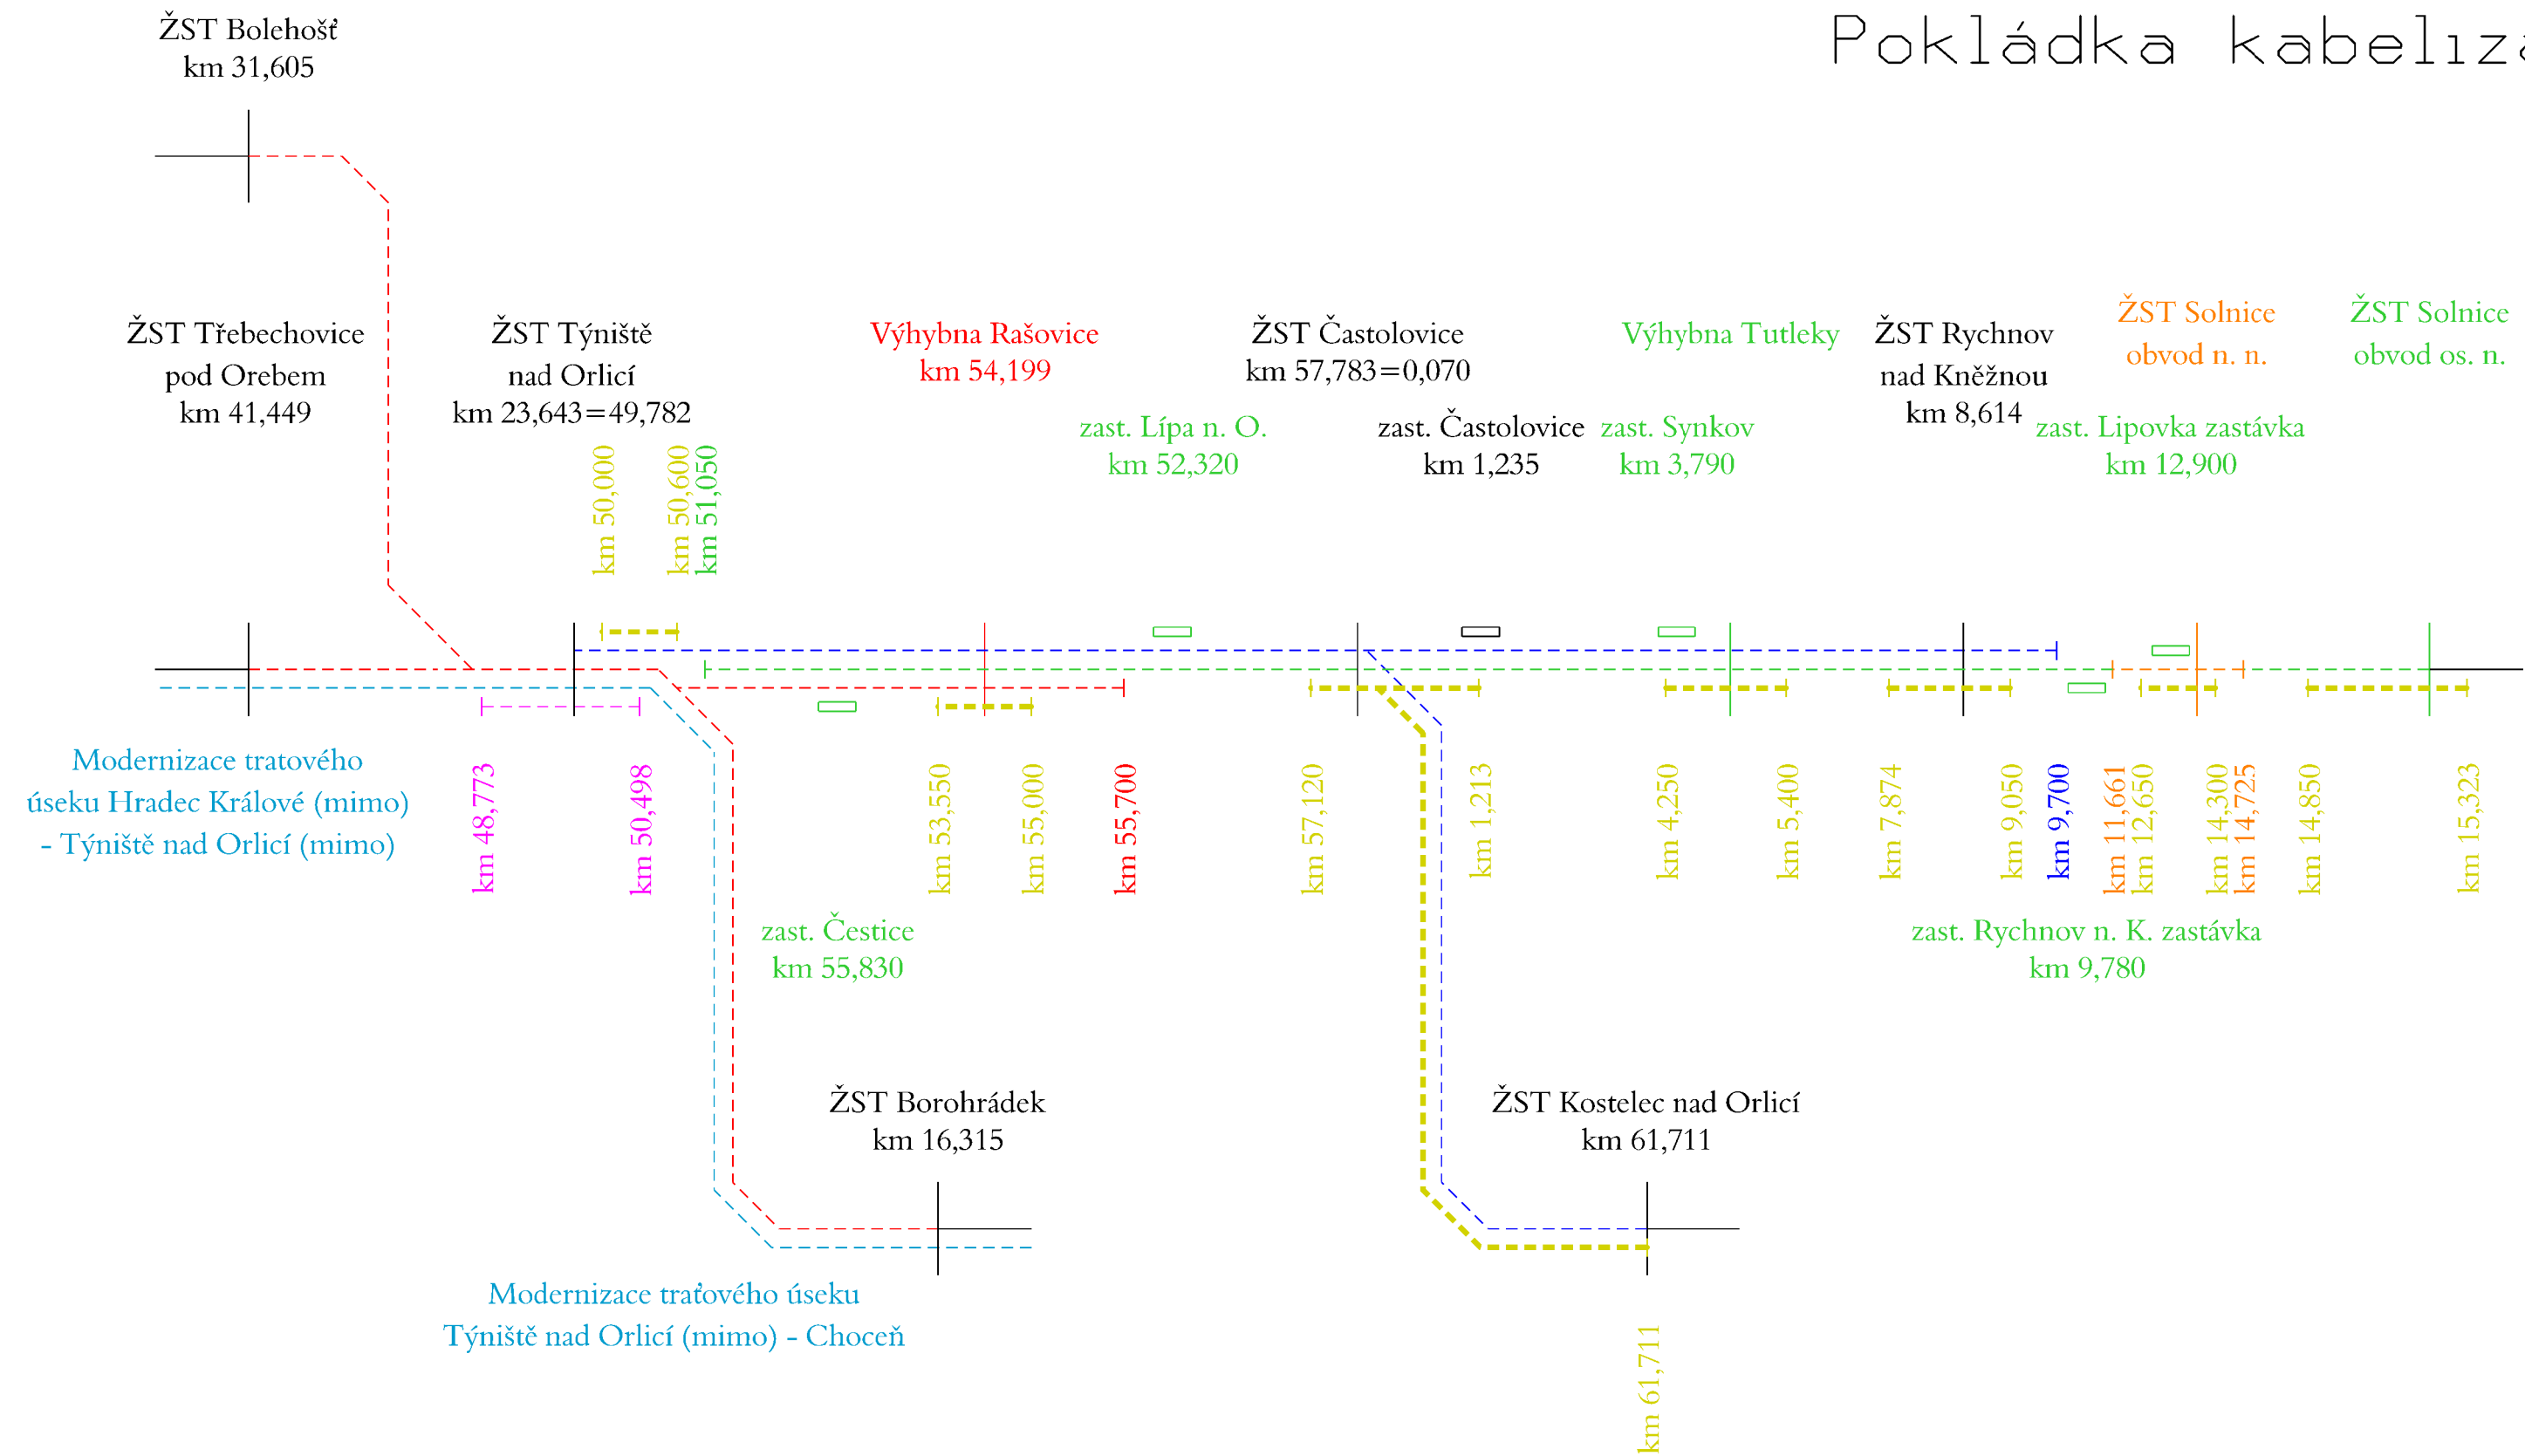 Pokládka kabeliza
ŽST Bolehošť
km 31,605
ŽST Třebechovice
pod Orebem
km 41,449
ŽST Týniště
nad Orlicí
km 23,643=49,782
Výhybna Rašovice
km 54,199
zast. Lípa n. O.
km 52,320
ŽST Častolovice
km 57,783=0,070
zast. Častolovice
km 1,235
Výhybna Tutleky
zast. Synkov
km 3,790
ŽST Rychnov
nad Kněžnou
km 8,614
ŽST Solnice
obvod n. n.
zast. Lipovka zastávka
km 12,900
ŽST Solnice
obvod os. n.
km 50,000
km 50,600
km 51,050
Modernizace tratového
úseku Hradec Králové (mimo)
- Týniště nad Orlicí (mimo)
km 48,773
km 50,498
km 53,550
km 55,000
km 55,700
km 57,120
km 1,213
km 4,250
km 5,400
km 7,874
km 9,050
km 9,700
km 11,661
km 12,650
km 14,300
km 14,725
km 14,850
km 15,323
zast. Čestice
km 55,830
zast. Rychnov n. K. zastávka
km 9,780
ŽST Borohrádek
km 16,315
ŽST Kostelec nad Orlicí
km 61,711
Modernizace traťového úseku
Týniště nad Orlicí (mimo) - Choceň
km 61,711